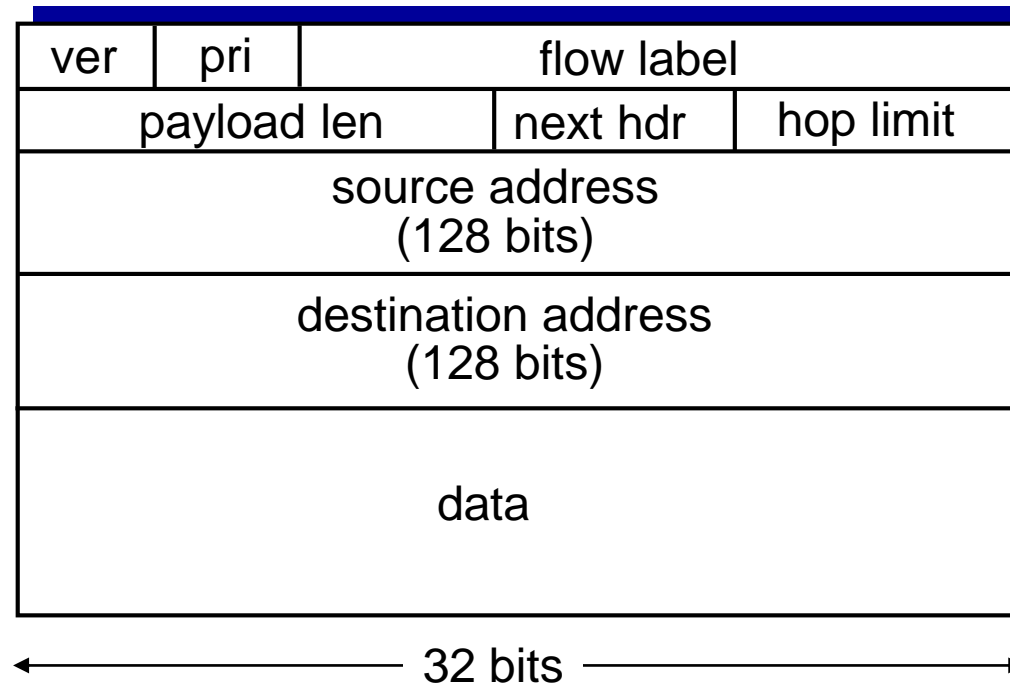 ver pri flow label
payload len next hdr hop limit
source address
(128 bits)
destination address
(128 bits)
data
32 bits